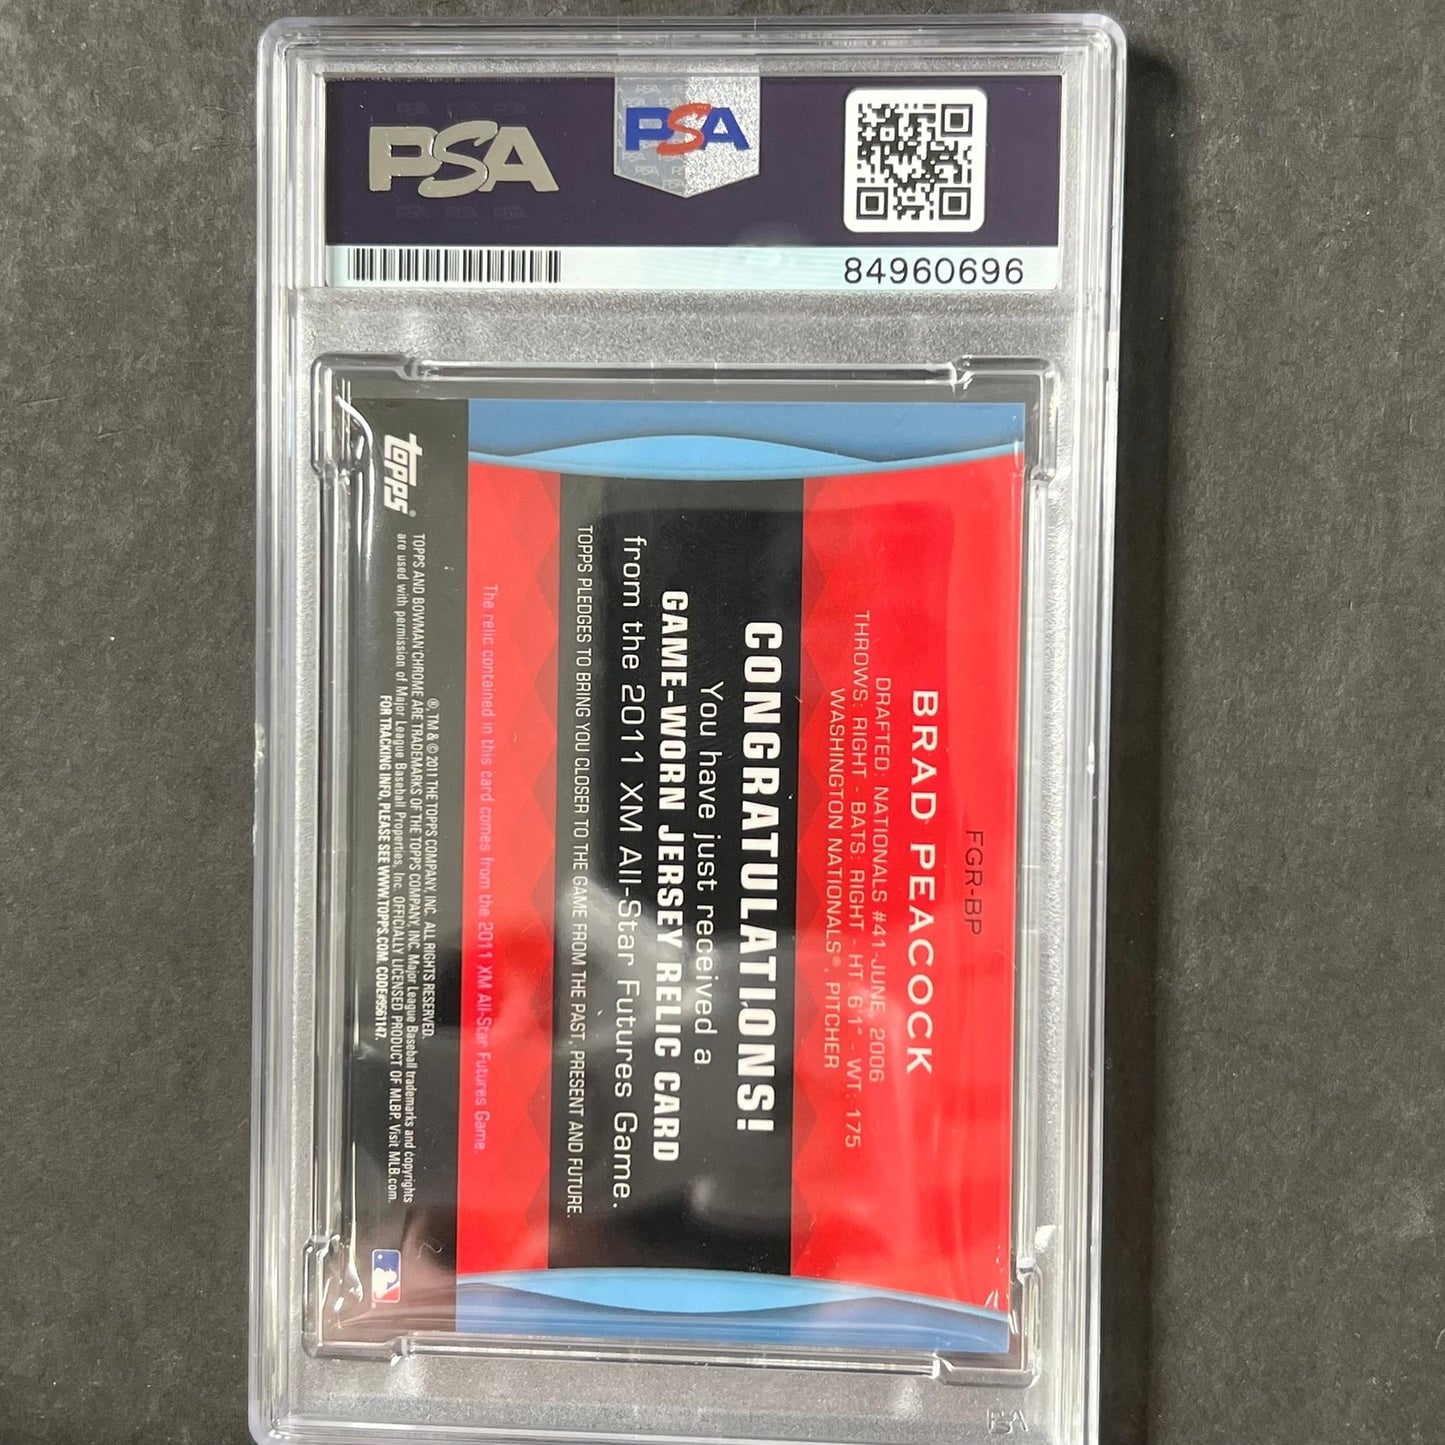 PSA
PSA
84960696
FGR-BP
BRAD PEACOCK
DRAFTED: NATIONALS #41-JUNE, 2006
THROWS: RIGHT - BATS: RIGHT - HT: 6'1" - WT: 175
WASHINGTON NATIONALS®, PITCHER
CONGRATULATIONS!
You have just received a
GAME-WORN JERSEY RELIC CARD
from the 2011 XM All-Star Futures Game.
TOPPS PLEDGES TO BRING YOU CLOSER TO THE GAME FROM THE PAST, PRESENT AND FUTURE.
The relic contained in this card comes from the 2011 XM All-Star Futures Game.
topps®
®, TM & © 2011 THE TOPPS COMPANY, INC. ALL RIGHTS RESERVED.
TOPPS AND BOWMAN CHROME ARE TRADEMARKS OF THE TOPPS COMPANY, INC. Major League Baseball trademarks and copyrights
are used with permission of Major League Baseball Properties, Inc. OFFICIALLY LICENSED PRODUCT OF MLBP. Visit MLB.com.
FOR TRACKING INFO, PLEASE SEE WWW.TOPPS.COM. CODE#9561147.
PSA